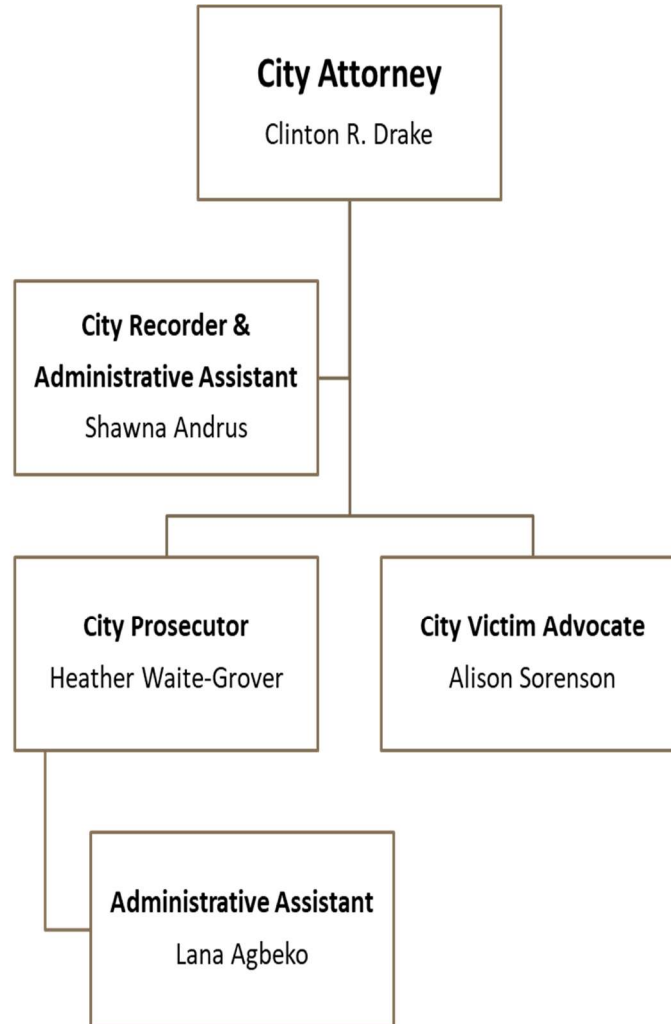 City Attorney
Clinton R. Drake
City Recorder &
Administrative Assistant
Shawna Andrus
City Prosecutor
Heather Waite-Grover
City Victim Advocate
Alison Sorenson
Administrative Assistant
Lana Agbeko